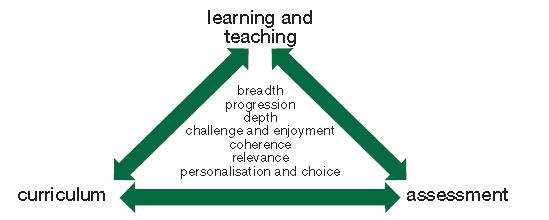 learning and
teaching
breadth
progression
depth
challenge and enjoyment
coherence
relevance
personalisation and choice
curriculum
assessment